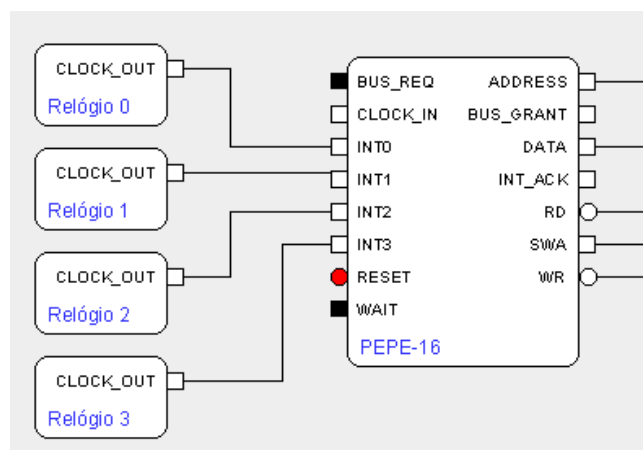 CLOCK_OUT
Relógio 0
CLOCK_OUT
Relógio 1
CLOCK_OUT
Relógio 2
CLOCK_OUT
Relógio 3
BUS_REQ ADDRESS
CLOCK_IN BUS_GRANT
INT0 DATA
INT1 INT_ACK
INT2 RD
INT3 SWA
RESET WR
WAIT
PEPE-16